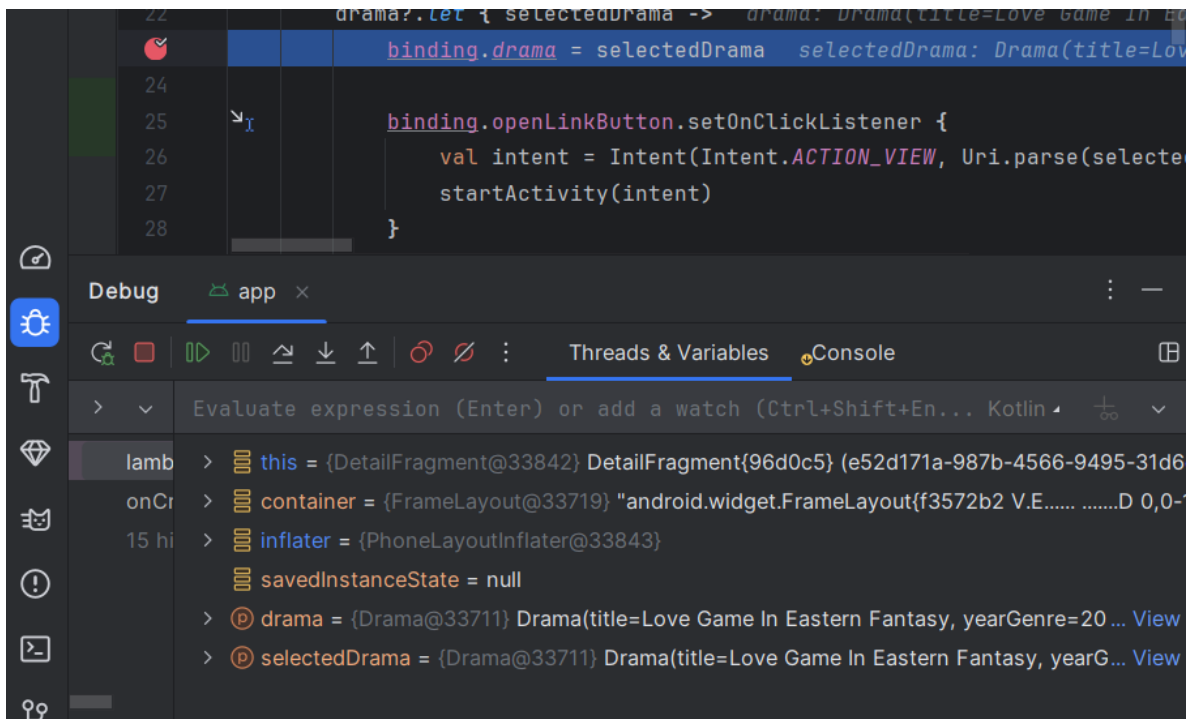 22 drama?.let { selectedDrama -> drama: Drama(title=Love Game In Ea
binding.drama = selectedDrama selectedDrama: Drama(title=Lov
24
25 binding.openLinkButton.setOnClickListener {
26 val intent = Intent(Intent.ACTION_VIEW, Uri.parse(selecte
27 startActivity(intent)
28 }
Debug app
Threads & Variables Console
Evaluate expression (Enter) or add a watch (Ctrl+Shift+En... Kotlin
lamb this = {DetailFragment@33842} DetailFragment{96d0c5} (e52d171a-987b-4566-9495-31d6
onCr container = {FrameLayout@33719} "android.widget.FrameLayout{f3572b2 V.E...... .......D 0,0-1
15 hi inflater = {PhoneLayoutInflater@33843}
savedInstanceState = null
drama = {Drama@33711} Drama(title=Love Game In Eastern Fantasy, yearGenre=20 ... View
selectedDrama = {Drama@33711} Drama(title=Love Game In Eastern Fantasy, yearG... View